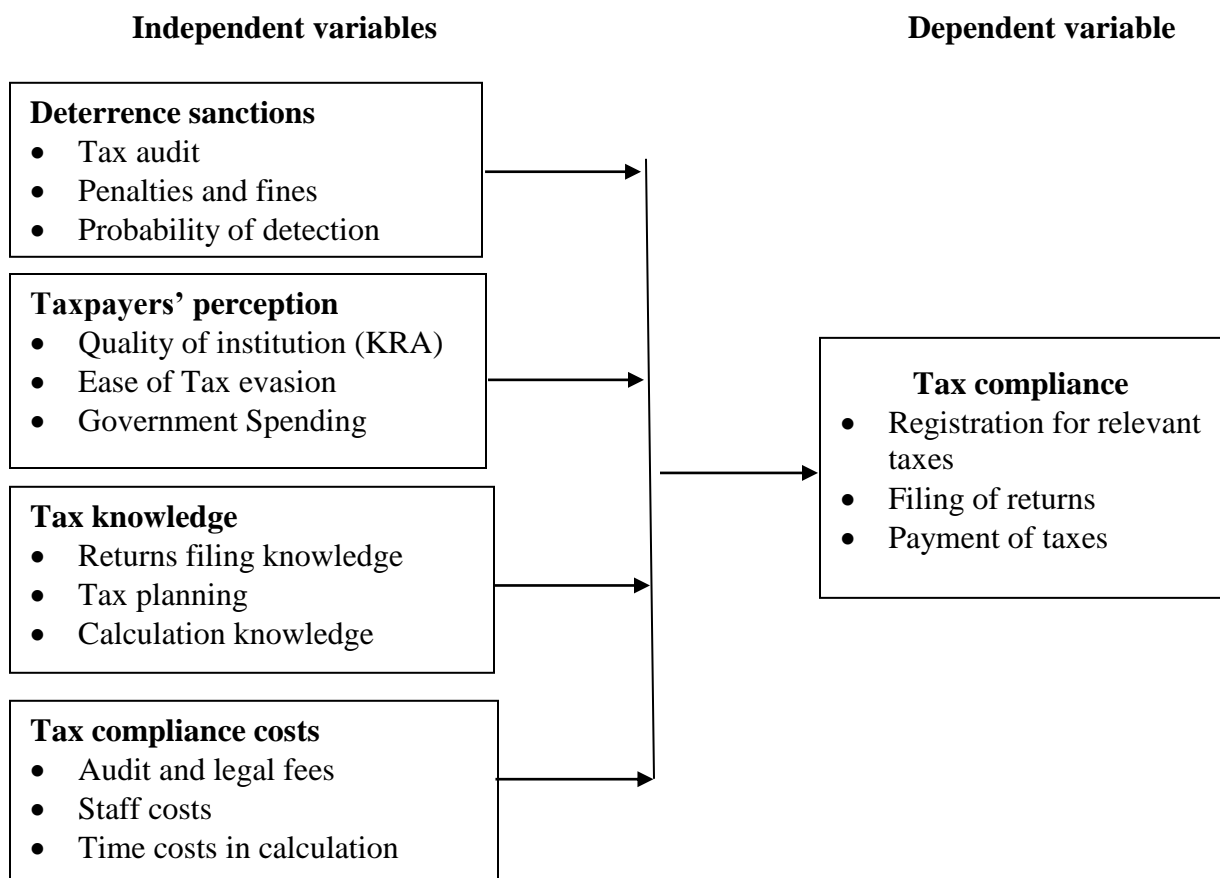 Independent variables
Dependent variable
Deterrence sanctions
• Tax audit
• Penalties and fines
• Probability of detection
Taxpayers’ perception
• Quality of institution (KRA)
• Ease of Tax evasion
• Government Spending
Tax knowledge
• Returns filing knowledge
• Tax planning
• Calculation knowledge
Tax compliance costs
• Audit and legal fees
• Staff costs
• Time costs in calculation
Tax compliance
• Registration for relevant
taxes
• Filing of returns
• Payment of taxes